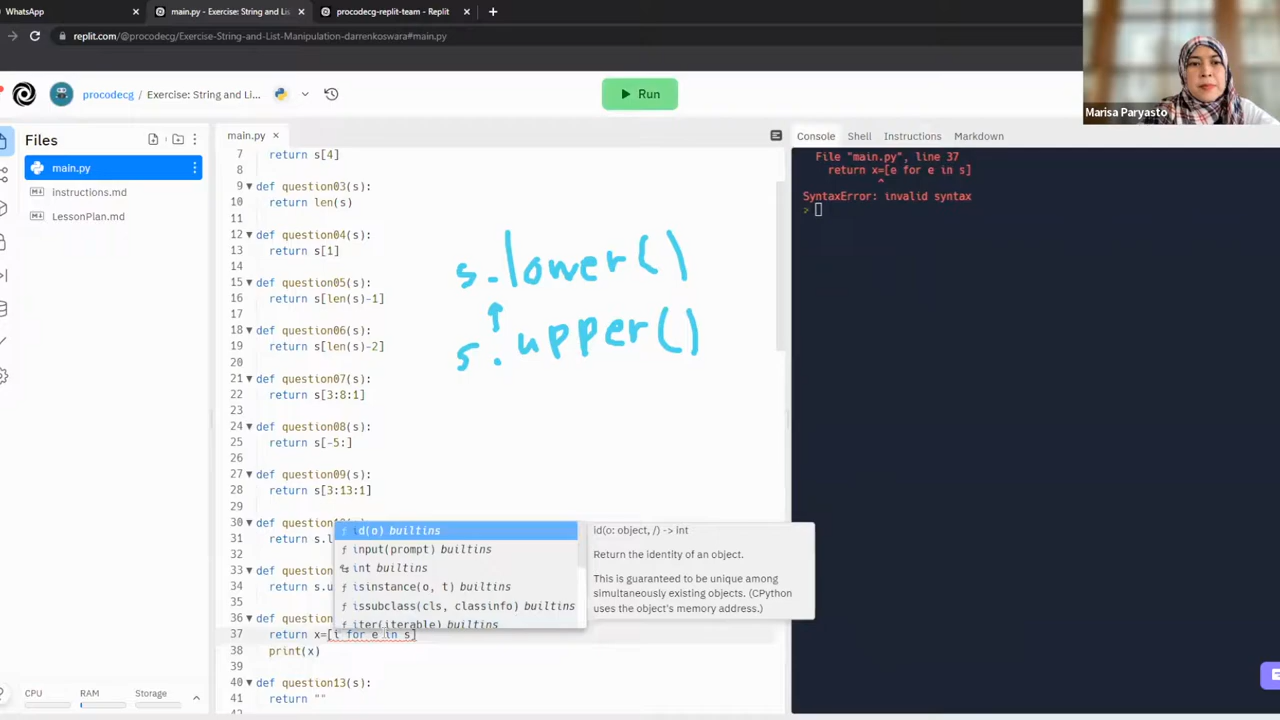 WhatsApp
main.py - Exercise: String and Lis
procodecg-replit-team - Replit
replit.com/@procodecg/Exercise-String-and-List-Manipulation-darrenkoswara#main.py
Marisa Paryasto
procodecg / Exercise: String and Li...
Run
Files
main.py
instructions.md
LessonPlan.md
CPU
RAM
Storage
main.py
7 return s[4]
8
9 def question03(s):
10 return len(s)
11
12 def question04(s):
13 return s[1]
14
15 def question05(s):
16 return s[len(s)-1]
17
18 def question06(s):
19 return s[len(s)-2]
20
21 def question07(s):
22 return s[3:8:1]
23
24 def question08(s):
25 return s[-5:]
26
27 def question09(s):
28 return s[3:13:1]
29
30 def question10(s):
31 return s.l
32
33 def question
34 return s.u
35
36 def question
37 return x=[i for e in s]
38 print(x)
39
40 def question13(s):
41 return ""
42
s.lower()
s.upper()
id(o) builtins
input(prompt) builtins
int builtins
isinstance(o, t) builtins
issubclass(cls, classinfo) builtins
iter(iterable) builtins
id(o: object, /) -> int
Return the identity of an object.
This is guaranteed to be unique among
simultaneously existing objects. (CPython
uses the object's memory address.)
Console
Shell
Instructions
Markdown
File "main.py", line 37
return x=[e for e in s]
^
SyntaxError: invalid syntax
>